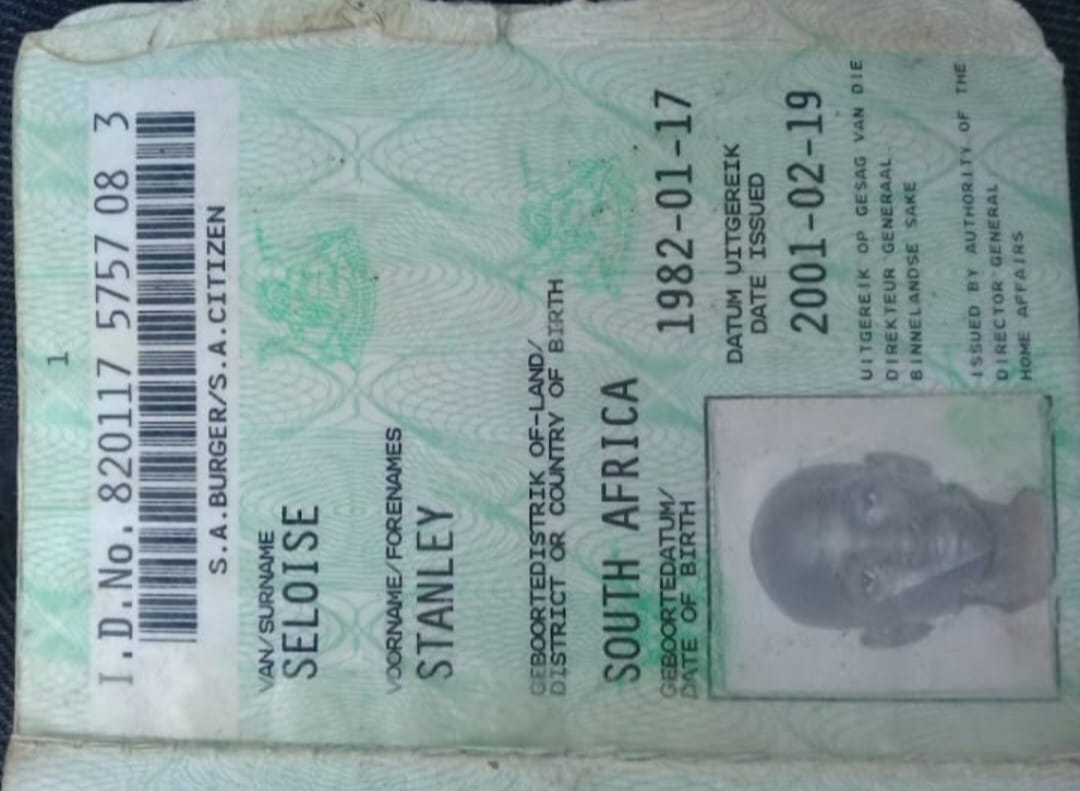 1
I.D.No. 820117 5757 08 3
S.A.BURGER/S.A.CITIZEN
VAN/SURNAME
SELOISE
VOORNAME/FORENAMES
STANLEY
GEBOORTEDISTRIK OF-LAND/
DISTRICT OR COUNTRY OF BIRTH
SOUTH AFRICA
GEBOORTEDATUM/
DATE OF BIRTH
1982-01-17
DATUM UITGEREIK
DATE ISSUED
2001-02-19
UITGEREIK OP GESAG VAN DIE
DIREKTEUR GENERAAL
BINNELANDSE SAKE
ISSUED BY AUTHORITY OF THE
DIRECTOR GENERAL
HOME AFFAIRS